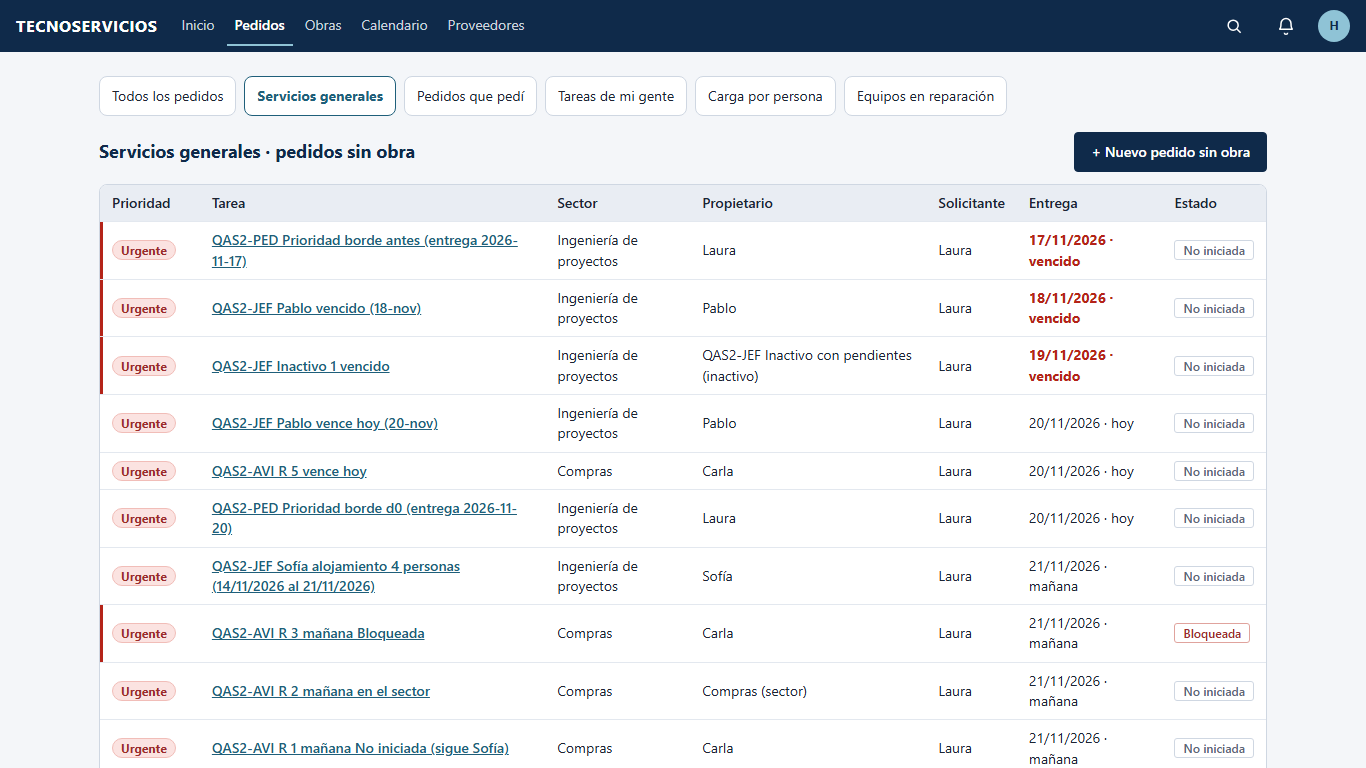 TECNOSERVICIOS Inicio Pedidos Obras Calendario Proveedores H
Todos los pedidos Servicios generales Pedidos que pedí Tareas de mi gente Carga por persona Equipos en reparación
Servicios generales · pedidos sin obra + Nuevo pedido sin obra
Prioridad Tarea Sector Propietario Solicitante Entrega Estado
Urgente QAS2-PED Prioridad borde antes (entrega 2026-
11-17) Ingeniería de
proyectos Laura Laura 17/11/2026 ·
vencido No iniciada
Urgente QAS2-JEF Pablo vencido (18-nov) Ingeniería de
proyectos Pablo Laura 18/11/2026 ·
vencido No iniciada
Urgente QAS2-JEF Inactivo 1 vencido Ingeniería de
proyectos QAS2-JEF Inactivo con pendientes
(inactivo) Laura 19/11/2026 ·
vencido No iniciada
Urgente QAS2-JEF Pablo vence hoy (20-nov) Ingeniería de
proyectos Pablo Laura 20/11/2026 · hoy No iniciada
Urgente QAS2-AVI R 5 vence hoy Compras Carla Laura 20/11/2026 · hoy No iniciada
Urgente QAS2-PED Prioridad borde d0 (entrega 2026-11-
20) Ingeniería de
proyectos Laura Laura 20/11/2026 · hoy No iniciada
Urgente QAS2-JEF Sofía alojamiento 4 personas
(14/11/2026 al 21/11/2026) Ingeniería de
proyectos Sofía Laura 21/11/2026 ·
mañana No iniciada
Urgente QAS2-AVI R 3 mañana Bloqueada Compras Carla Laura 21/11/2026 ·
mañana Bloqueada
Urgente QAS2-AVI R 2 mañana en el sector Compras Compras (sector) Laura 21/11/2026 ·
mañana No iniciada
Urgente QAS2-AVI R 1 mañana No iniciada (sigue Sofía) Compras Carla Laura 21/11/2026 ·
mañana No iniciada